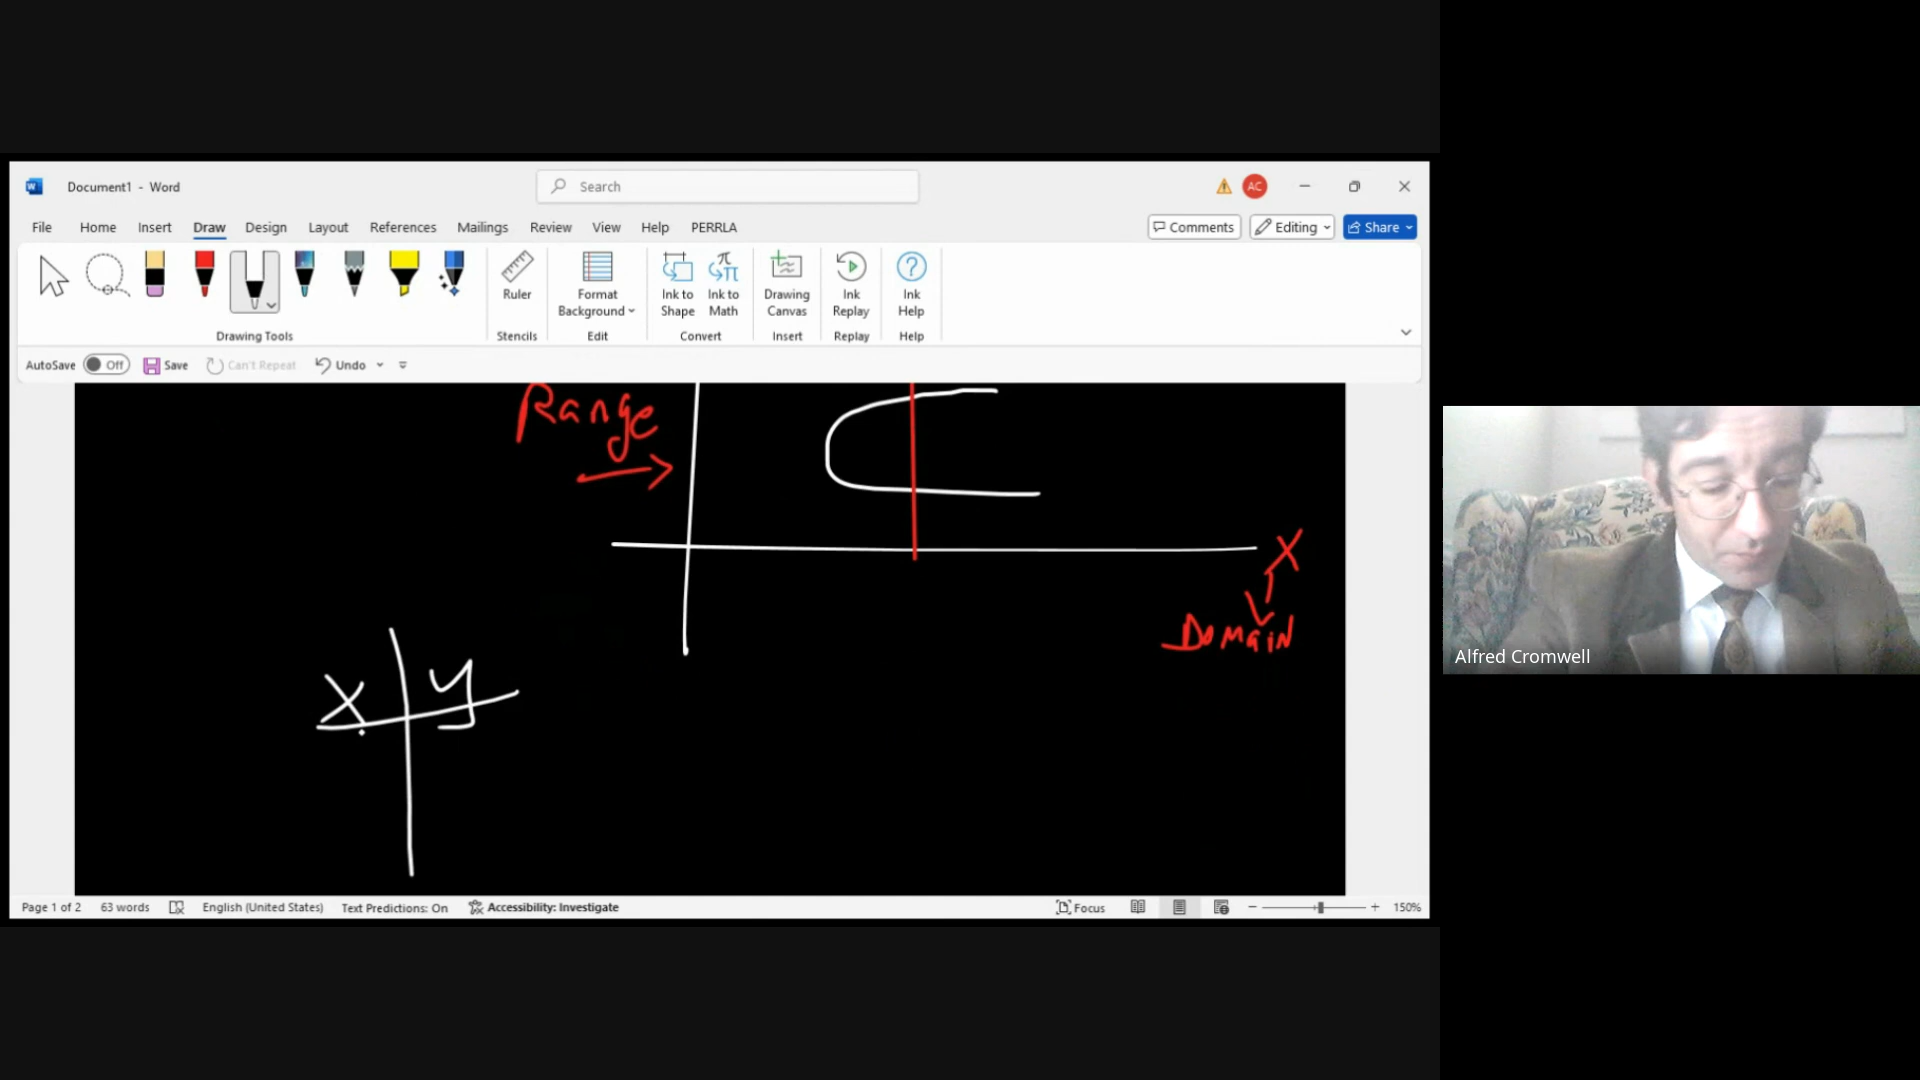 Document1 - Word
Search
AC
File Home Insert Draw Design Layout References Mailings Review View Help PERRLA
Comments Editing Share
Ruler
Format Background
Ink to Shape
Ink to Math
Drawing Canvas
Ink Replay
Ink Help
Drawing Tools Stencils Edit Convert Insert Replay Help
AutoSave Off Save Can't Repeat Undo
Range
X
Domain
x y
Alfred Cromwell
Page 1 of 2 63 words English (United States) Text Predictions: On Accessibility: Investigate Focus 150%